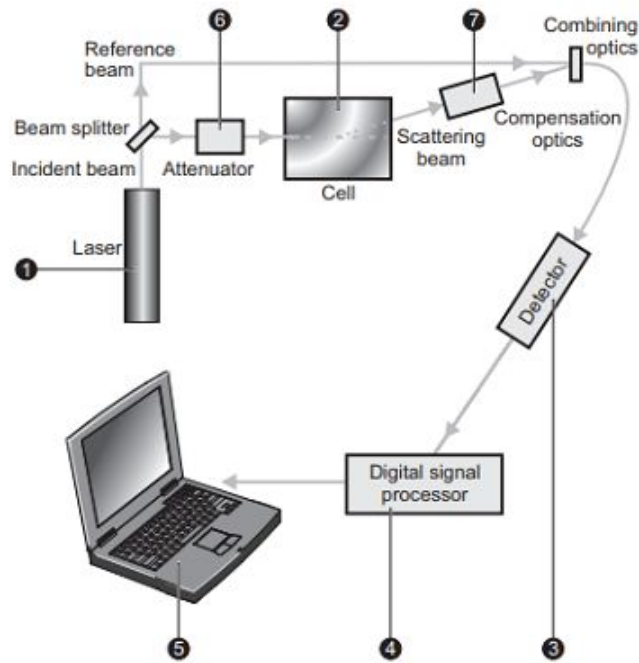 6
2
7
Combining
optics
Reference
beam
Beam splitter
Incident beam
Attenuator
Cell
Scattering
beam
Compensation
optics
Laser
1
Detector
Digital signal
processor
5
4
3